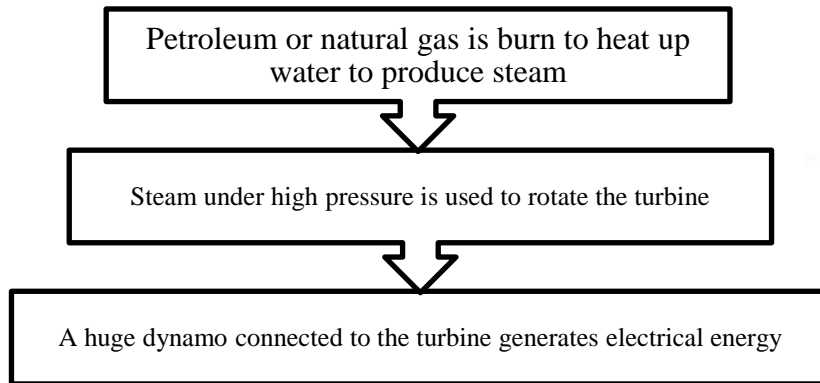 Petroleum or natural gas is burn to heat up
water to produce steam
Steam under high pressure is used to rotate the turbine
A huge dynamo connected to the turbine generates electrical energy